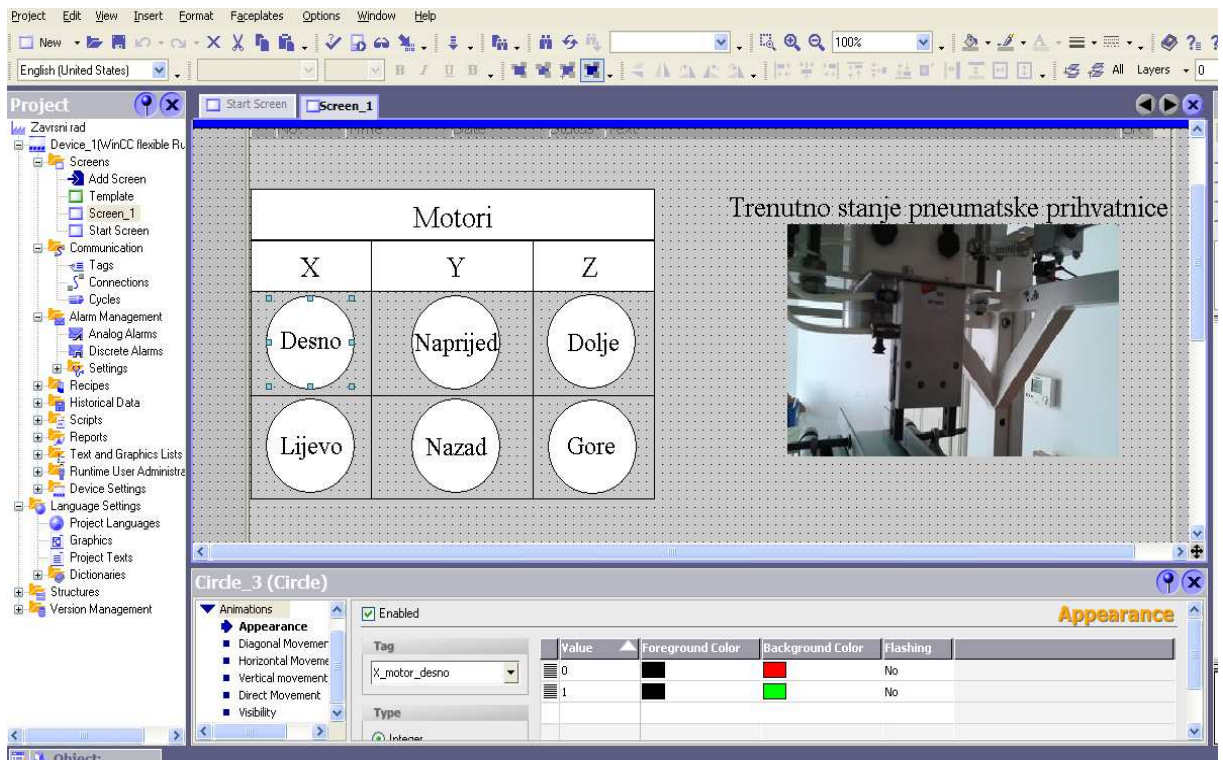 Project Edit View Insert Format Faceplates Options Window Help
New 100%
English (United States) B I U B All Layers 0
Project
Start Screen Screen_1
Zavrsni rad
Device_1(WinCC flexible Ru
Screens
Add Screen
Template
Screen_1
Start Screen
Communication
Tags
Connections
Cycles
Alarm Management
Analog Alarms
Discrete Alarms
Settings
Recipes
Historical Data
Scripts
Reports
Text and Graphics Lists
Runtime User Administra
Device Settings
Language Settings
Project Languages
Graphics
Project Texts
Dictionaries
Structures
Version Management
Motori
X Y Z
Desno Naprijed Dolje
Lijevo Nazad Gore
Trenutno stanje pneumatske prihvatnice
Circle_3 (Circle)
Animations
Appearance
Diagonal Movemer
Horizontal Moveme
Vertical movement
Direct Movement
Visibility
Enabled
Appearance
Tag
X_motor_desno
Type
Integer
Value Foreground Color Background Color Flashing
0 No
1 No
Object: